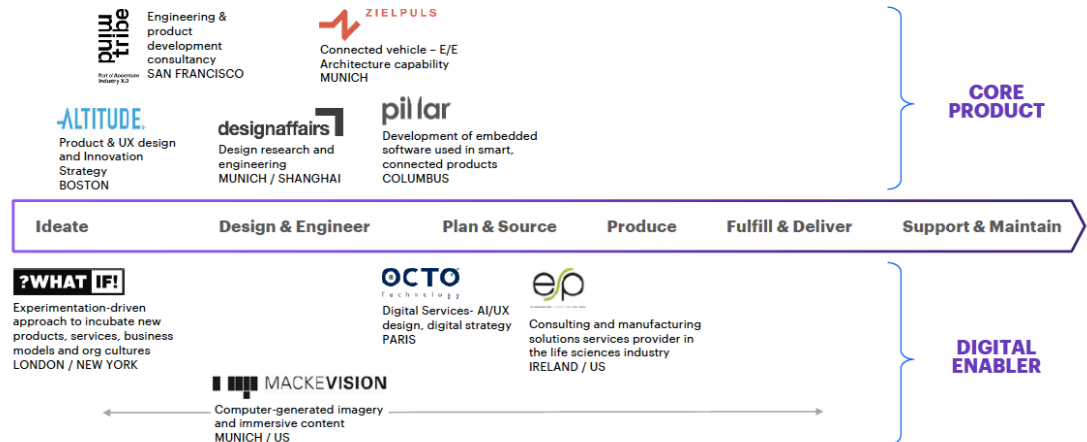 mind
tribe
Part of Accenture
Industry X.0
Engineering &
product
development
consultancy
SAN FRANCISCO
ZIELPULS
Connected vehicle – E/E
Architecture capability
MUNICH
CORE
PRODUCT
ALTITUDE.
Product & UX design
and Innovation
Strategy
BOSTON
designaffairs
Design research and
engineering
MUNICH / SHANGHAI
pillar
Development of embedded
software used in smart,
connected products
COLUMBUS
Ideate
Design & Engineer
Plan & Source
Produce
Fulfill & Deliver
Support & Maintain
?WHAT IF!
Experimentation-driven
approach to incubate new
products, services, business
models and org cultures
LONDON / NEW YORK
OCTO
Technology
Digital Services- AI/UX
design, digital strategy
PARIS
esp
Consulting and manufacturing
solutions services provider in
the life sciences industry
IRELAND / US
DIGITAL
ENABLER
MACKEVISION
Computer-generated imagery
and immersive content
MUNICH / US